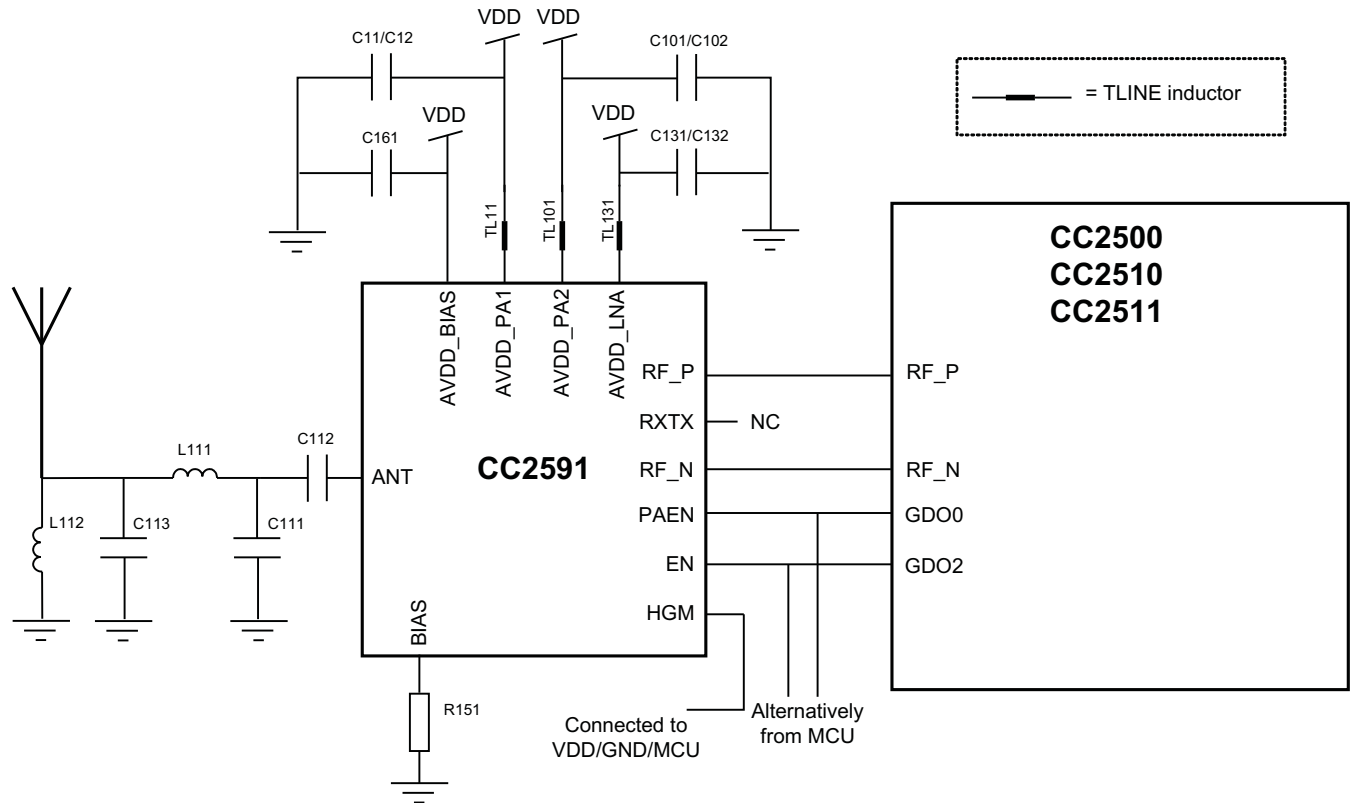 VDD VDD
C11/C12
C101/C102
= TLINE inductor
VDD
VDD
C161
C131/C132
TL11
TL101
TL131
CC2500
CC2510
CC2511
AVDD_BIAS
AVDD_PA1
AVDD_PA2
AVDD_LNA
RF_P
RF_P
RXTX
NC
L111
C112
ANT
CC2591
RF_N
RF_N
PAEN
GDO0
L112
C113
C111
EN
GDO2
BIAS
HGM
R151
Connected to
VDD/GND/MCU
Alternatively
from MCU